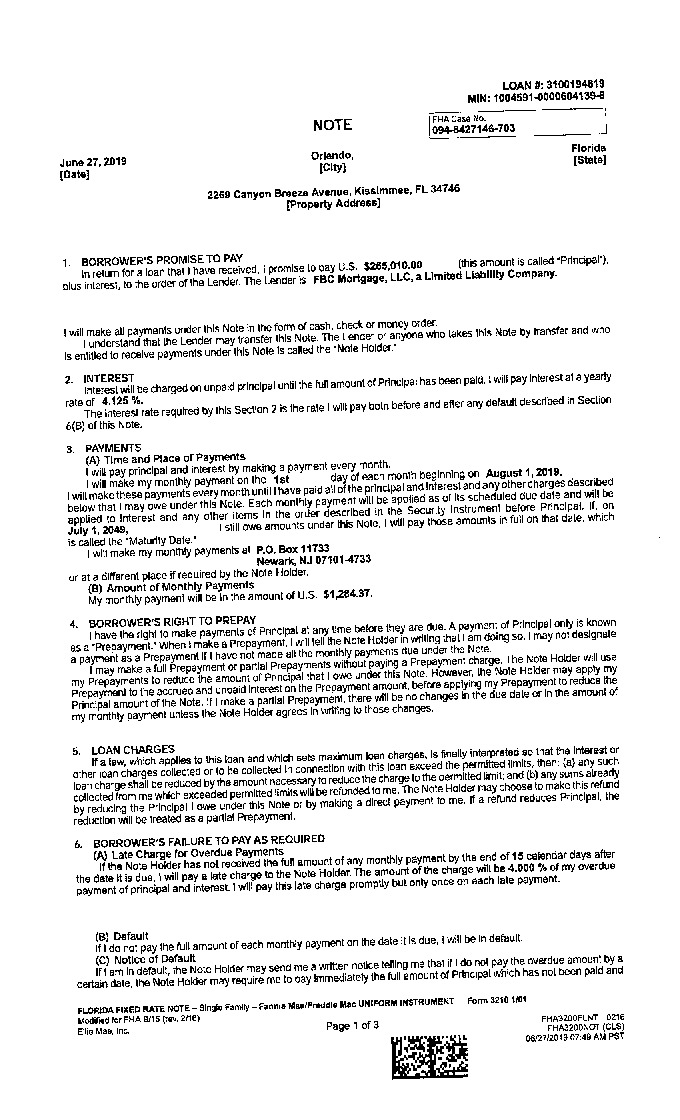 LOAN #: 3100194819
MIN: 1004591-0000604139-8
NOTE
FHA Case No.
094-8427146-703
June 27, 2019
[Date]
Orlando,
[City]
Florida
[State]
2269 Canyon Breeze Avenue, Kissimmee, FL 34746
[Property Address]
1. BORROWER'S PROMISE TO PAY
In return for a loan that I have received, I promise to pay U.S. $265,010.00 (this amount is called "Principal"),
plus interest, to the order of the Lender. The Lender is FBC Mortgage, LLC, a Limited Liability Company.
I will make all payments under this Note in the form of cash, check or money order.
I understand that the Lender may transfer this Note. The Lender or anyone who takes this Note by transfer and who
is entitled to receive payments under this Note is called the "Note Holder."
2. INTEREST
Interest will be charged on unpaid principal until the full amount of Principal has been paid. I will pay interest at a yearly
rate of 4.125 %.
The interest rate required by this Section 2 is the rate I will pay both before and after any default described in Section
6(B) of this Note.
3. PAYMENTS
(A) Time and Place of Payments
I will pay principal and interest by making a payment every month.
I will make my monthly payment on the 1st day of each month beginning on August 1, 2019.
I will make these payments every month until I have paid all of the principal and interest and any other charges described
below that I may owe under this Note. Each monthly payment will be applied as of its scheduled due date and will be
applied to interest and any other items in the order described in the Security Instrument before Principal. If, on
July 1, 2049, I still owe amounts under this Note, I will pay those amounts in full on that date, which
is called the "Maturity Date."
I will make my monthly payments at P.O. Box 11733
Newark, NJ 07101-4733
or at a different place if required by the Note Holder.
(B) Amount of Monthly Payments
My monthly payment will be in the amount of U.S. $1,284.37.
4. BORROWER'S RIGHT TO PREPAY
I have the right to make payments of Principal at any time before they are due. A payment of Principal only is known
as a "Prepayment." When I make a Prepayment, I will tell the Note Holder in writing that I am doing so. I may not designate
a payment as a Prepayment if I have not made all the monthly payments due under the Note.
I may make a full Prepayment or partial Prepayments without paying a Prepayment charge. The Note Holder will use
my Prepayments to reduce the amount of Principal that I owe under this Note. However, the Note Holder may apply my
Prepayment to the accrued and unpaid interest on the Prepayment amount, before applying my Prepayment to reduce the
Principal amount of the Note. If I make a partial Prepayment, there will be no changes in the due date or in the amount of
my monthly payment unless the Note Holder agrees in writing to those changes.
5. LOAN CHARGES
If a law, which applies to this loan and which sets maximum loan charges, is finally interpreted so that the interest or
other loan charges collected or to be collected in connection with this loan exceed the permitted limits, then: (a) any such
loan charge shall be reduced by the amount necessary to reduce the charge to the permitted limit; and (b) any sums already
collected from me which exceeded permitted limits will be refunded to me. The Note Holder may choose to make this refund
by reducing the Principal I owe under this Note or by making a direct payment to me. If a refund reduces Principal, the
reduction will be treated as a partial Prepayment.
6. BORROWER'S FAILURE TO PAY AS REQUIRED
(A) Late Charge for Overdue Payments
If the Note Holder has not received the full amount of any monthly payment by the end of 15 calendar days after
the date it is due, I will pay a late charge to the Note Holder. The amount of the charge will be 4.000 % of my overdue
payment of principal and interest. I will pay this late charge promptly but only once on each late payment.
(B) Default
If I do not pay the full amount of each monthly payment on the date it is due, I will be in default.
(C) Notice of Default
If I am in default, the Note Holder may send me a written notice telling me that if I do not pay the overdue amount by a
certain date, the Note Holder may require me to pay immediately the full amount of Principal which has not been paid and
FLORIDA FIXED RATE NOTE – Single Family – Fannie Mae/Freddie Mac UNIFORM INSTRUMENT Form 3210 1/01
Modified for FHA 9/15 (rev. 2/16)
Ellie Mae, Inc.
Page 1 of 3
FHA3200FLNT 0216
FHA3200NOT (CLS)
06/27/2019 07:49 AM PST